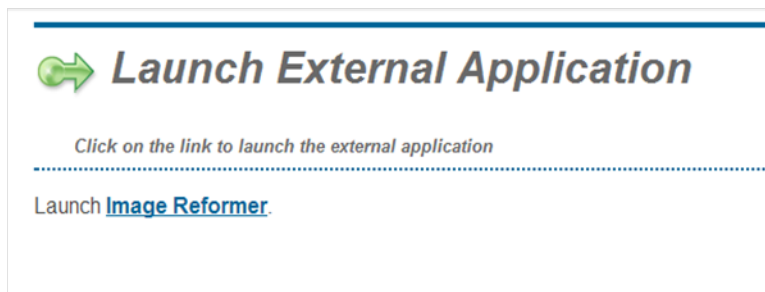 Launch External Application
Click on the link to launch the external application
Launch Image Reformer.